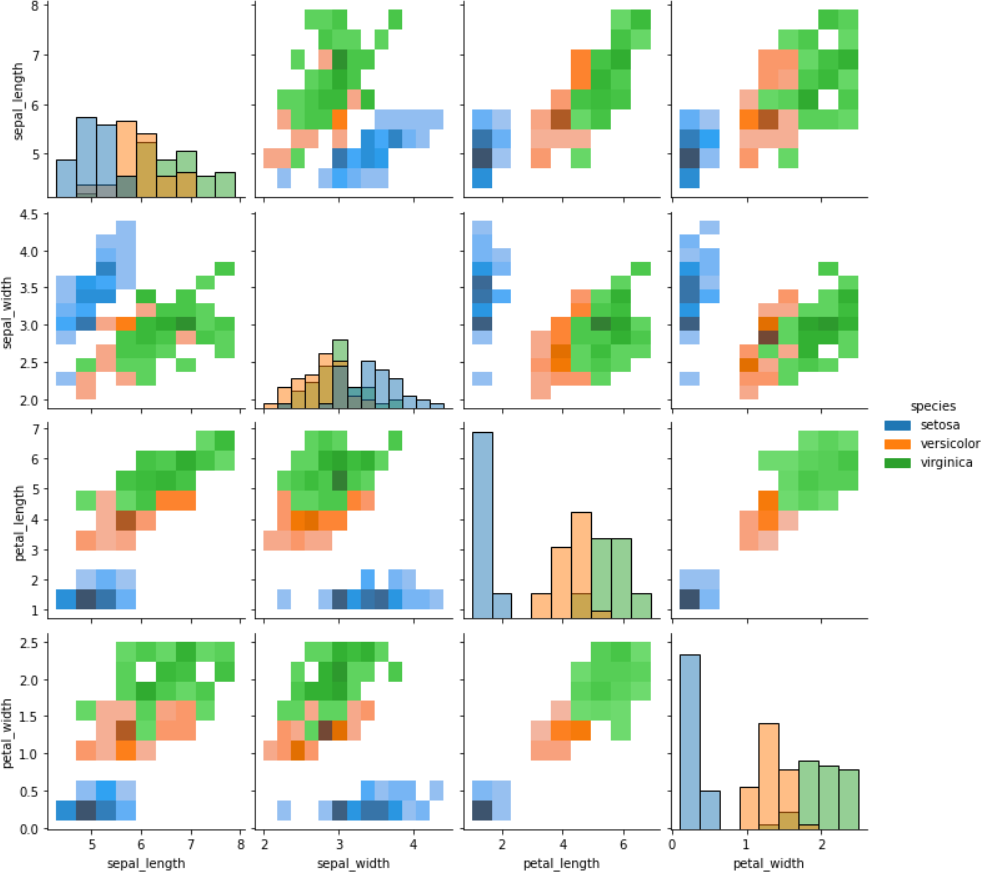 8
7
6
5
sepal_length
4.5
4.0
3.5
3.0
2.5
2.0
sepal_width
species
setosa
versicolor
virginica
7
6
5
4
3
2
1
petal_length
2.5
2.0
1.5
1.0
0.5
0.0
petal_width
5 6 7 8
sepal_length
2 3 4
sepal_width
2 4 6
petal_length
0 1 2
petal_width